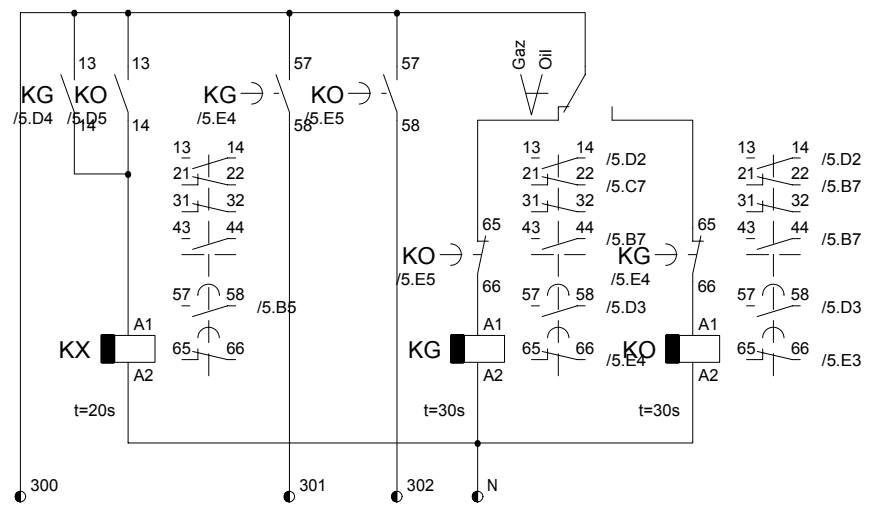 Gaz
Oil
13
13
57
57
KG
KO
KG
KO
/5.D4
/5.D5
/5.E4
/5.E5
14
14
58
58
13 14
21 22
31 32
43 44
57 58 /5.B5
65 66
13 14 /5.D2
21 22 /5.C7
31 32
43 44 /5.B7
57 58 /5.D3
65 66 /5.E4
13 14 /5.D2
21 22 /5.B7
31 32
43 44 /5.B7
57 58 /5.D3
65 66 /5.E3
65
KO
/5.E5
66
65
KG
/5.E4
66
A1
KX
A2
t=20s
A1
KG
A2
t=30s
A1
KO
A2
t=30s
300
301
302
N